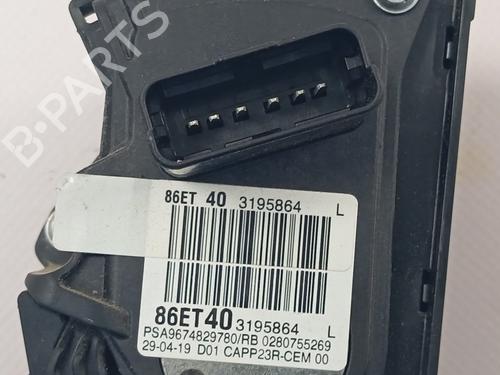 B-PARTS
86ET 40 3195864 L
86ET40 3195864 L
PSA9674829780/RB 0280755269
29-04-19 D01 CAPP23R-CEM 00